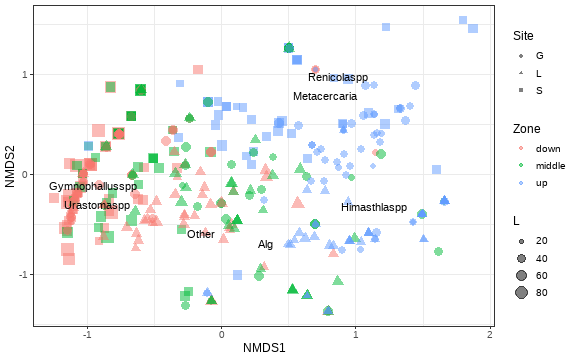 Renicolaspp
Metacercaria
Gymnophallusspp
Urastomaspp
Himasthlaspp
Other
Alg
NMDS2
1
0
-1
-1
0
1
2
NMDS1
Site
G
L
S
Zone
down
middle
up
L
20
40
60
80